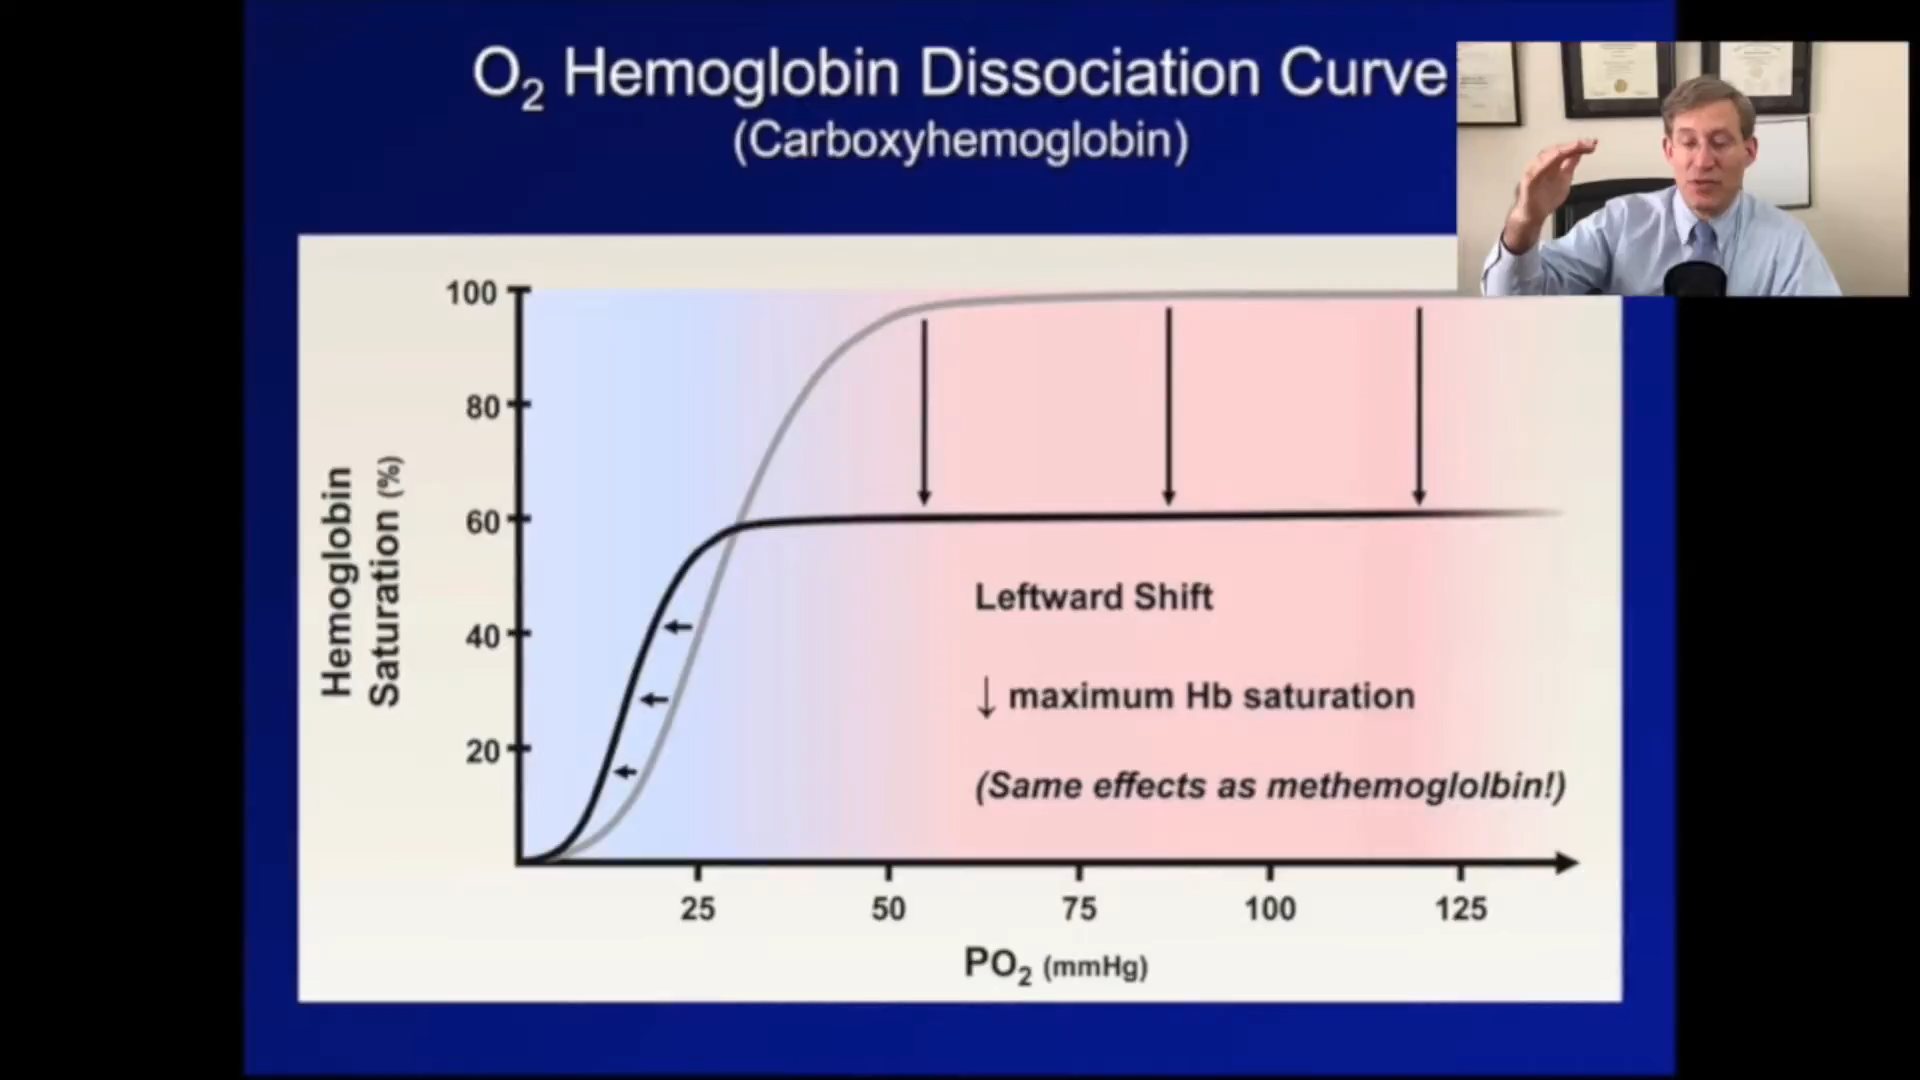 O₂ Hemoglobin Dissociation Curve
(Carboxyhemoglobin)
100
80
60
40
20
Hemoglobin
Saturation (%)
Leftward Shift
↓ maximum Hb saturation
(Same effects as methemoglolbin!)
25 50 75 100 125
PO₂ (mmHg)